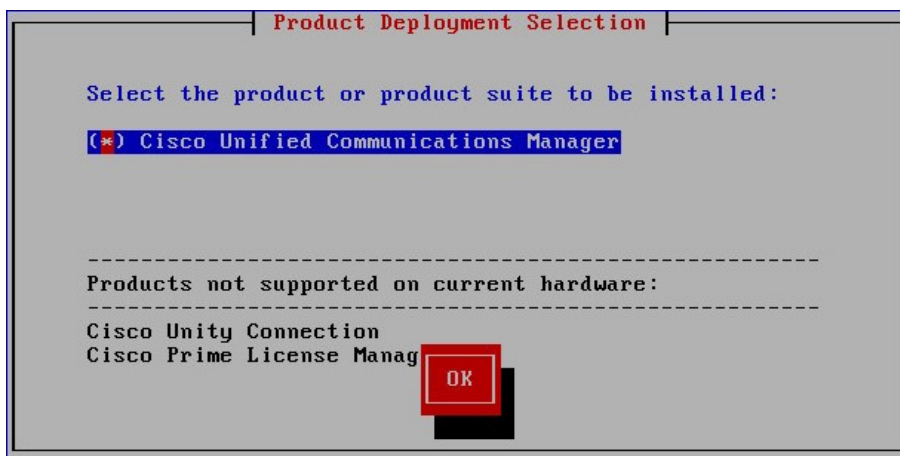 Product Deployment Selection
Select the product or product suite to be installed:
(*) Cisco Unified Communications Manager
Products not supported on current hardware:
Cisco Unity Connection
Cisco Prime License Manag
OK